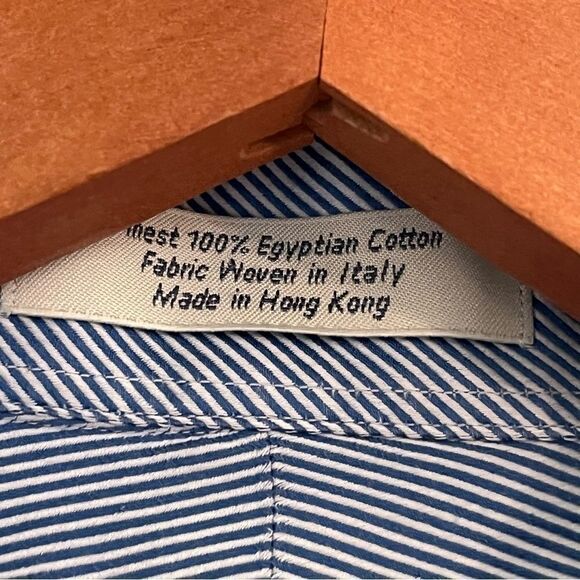 100% Egyptian Cotton
Fabric Woven in Italy
Made in Hong Kong